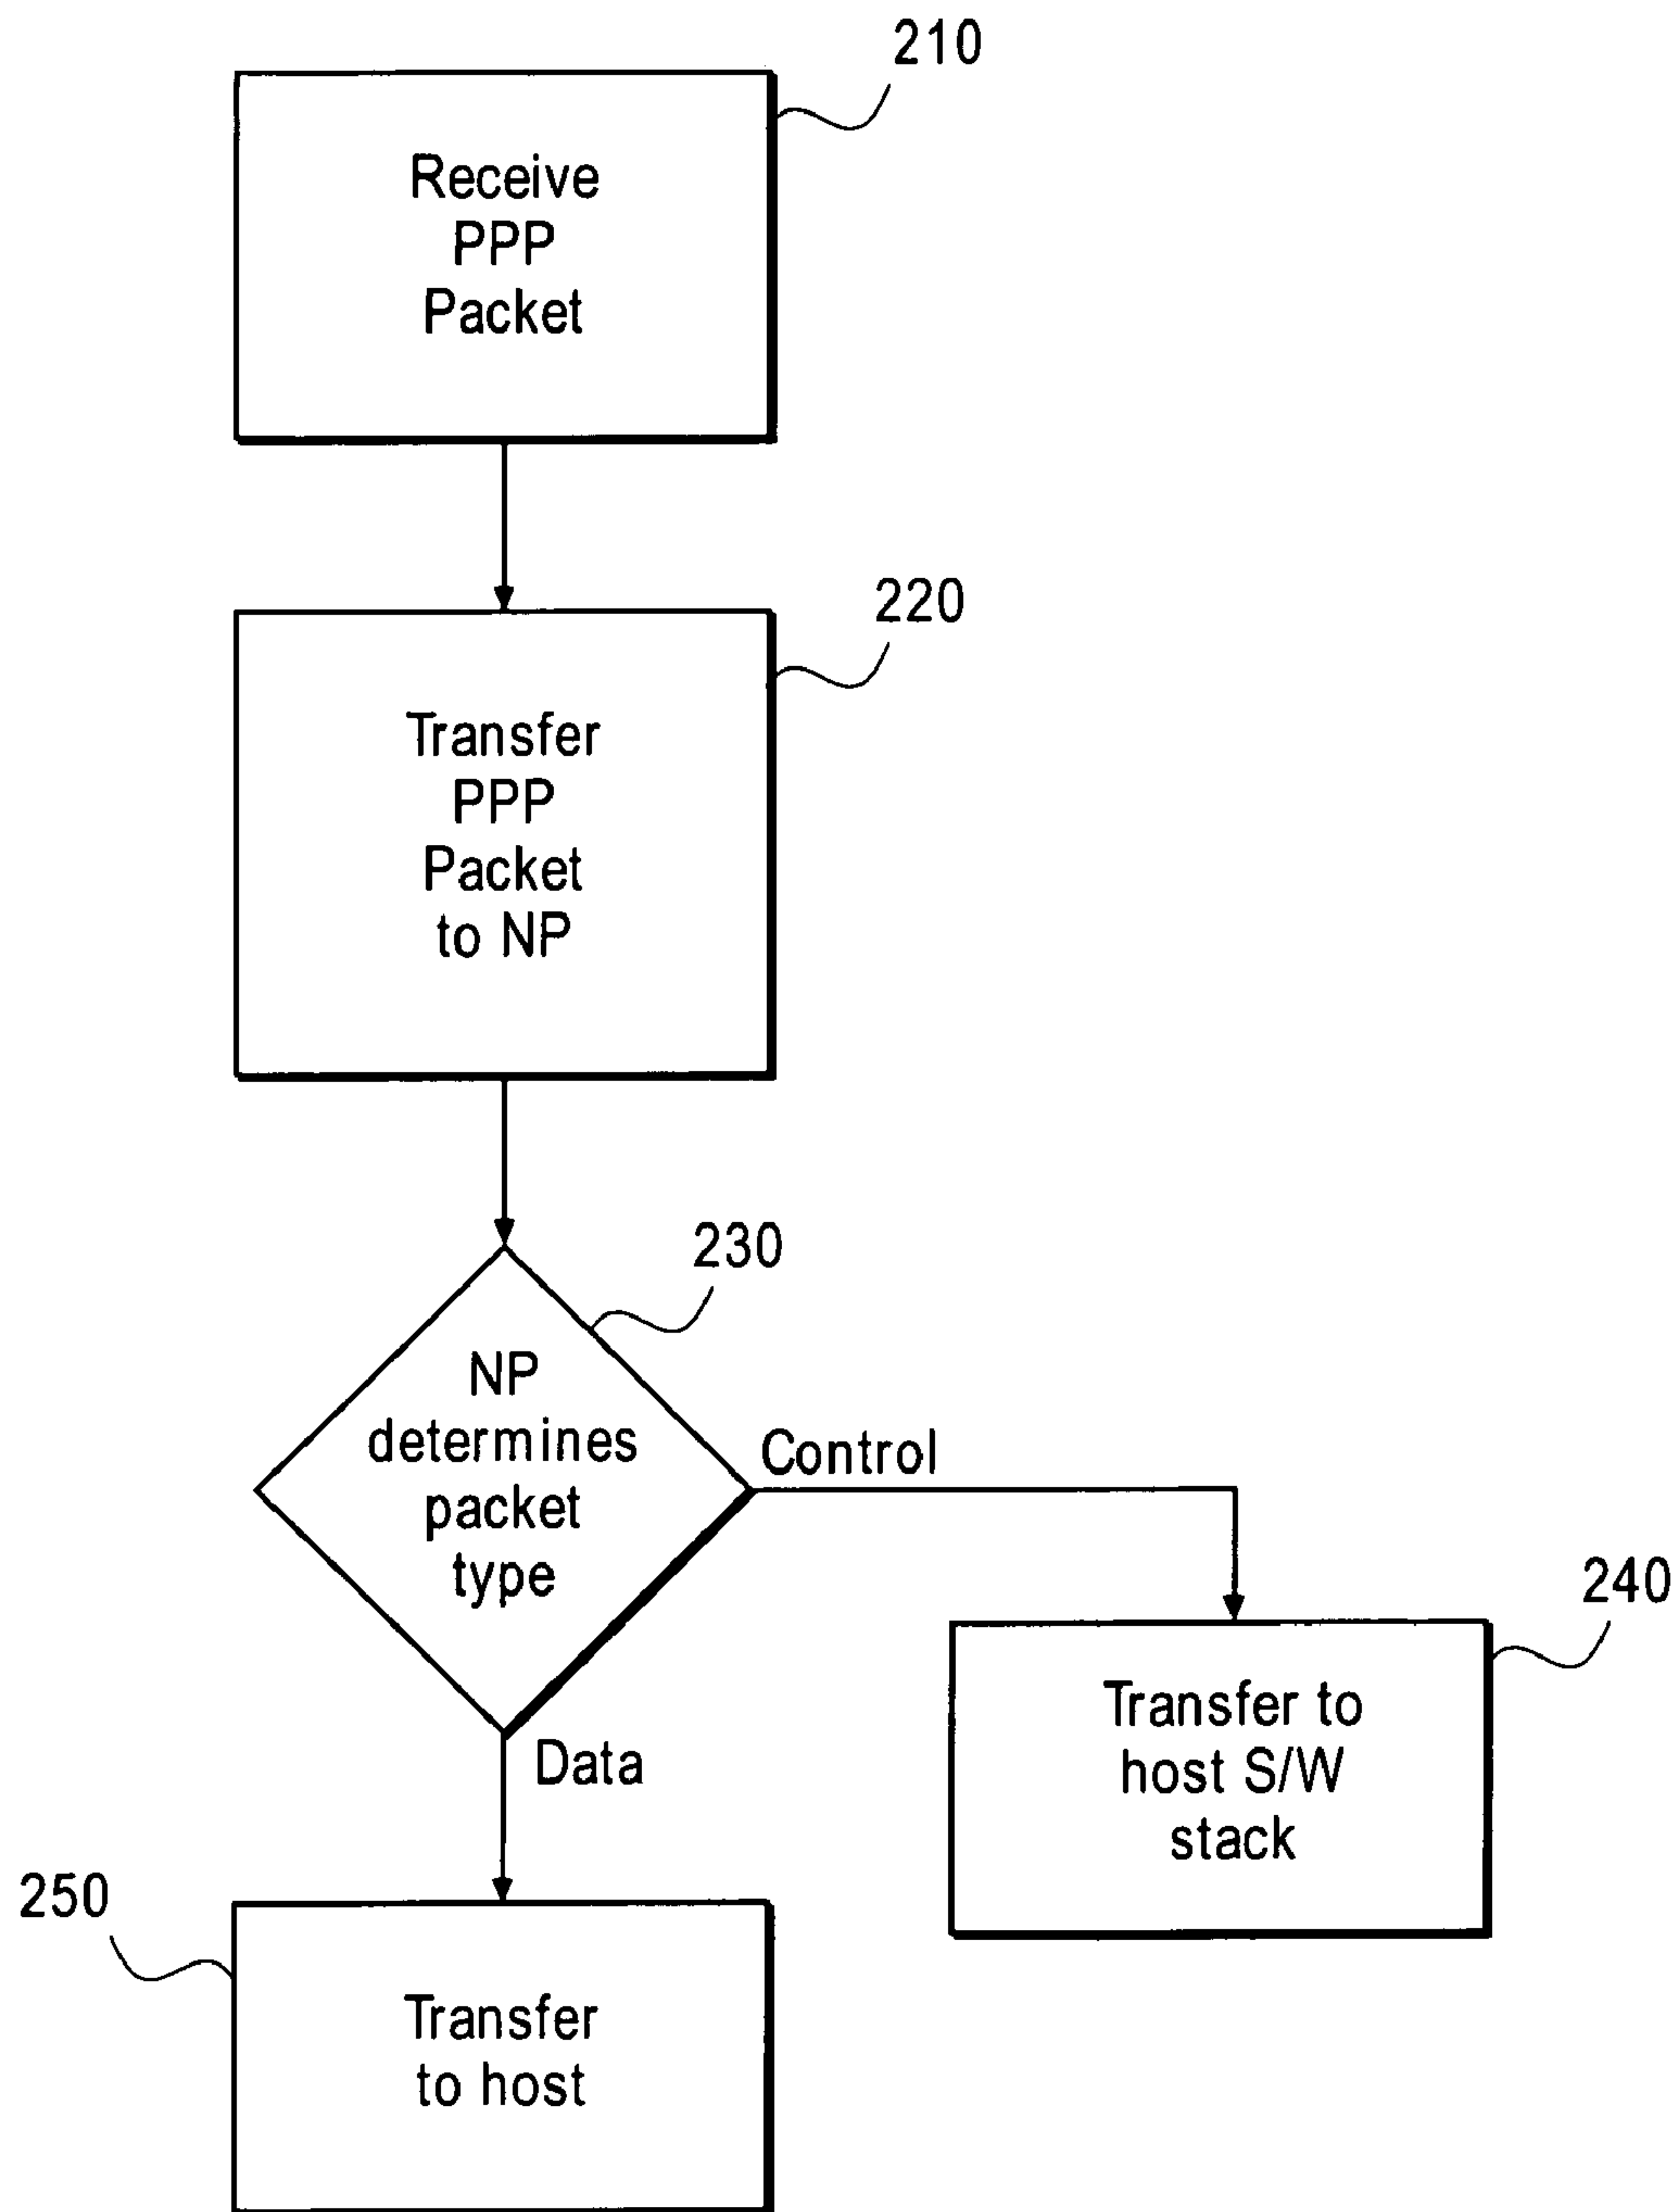 210
Receive
PPP
Packet
220
Transfer
PPP
Packet
to NP
230
NP
determines
packet
type
Control
240
Transfer to
host S/W
stack
Data
250
Transfer
to host